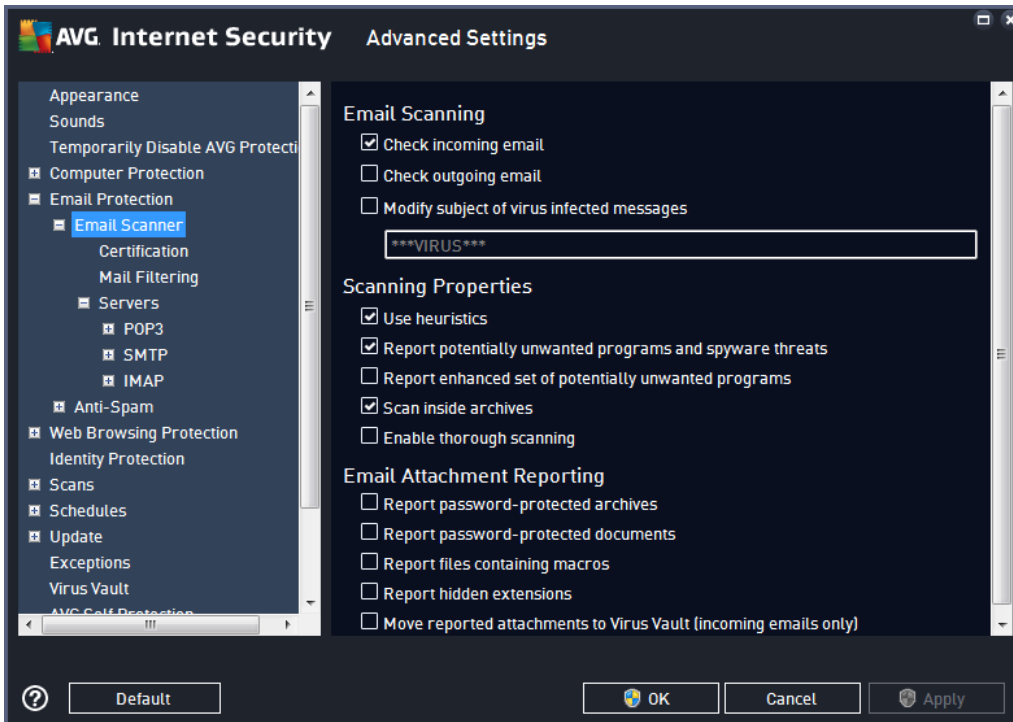 AVG Internet Security Advanced Settings
Appearance
Sounds
Temporarily Disable AVG Protecti
Computer Protection
Email Protection
Email Scanner
Certification
Mail Filtering
Servers
POP3
SMTP
IMAP
Anti-Spam
Web Browsing Protection
Identity Protection
Scans
Schedules
Update
Exceptions
Virus Vault
AVG Self Protection
Email Scanning
Check incoming email
Check outgoing email
Modify subject of virus infected messages
***VIRUS***
Scanning Properties
Use heuristics
Report potentially unwanted programs and spyware threats
Report enhanced set of potentially unwanted programs
Scan inside archives
Enable thorough scanning
Email Attachment Reporting
Report password-protected archives
Report password-protected documents
Report files containing macros
Report hidden extensions
Move reported attachments to Virus Vault (incoming emails only)
? Default OK Cancel Apply